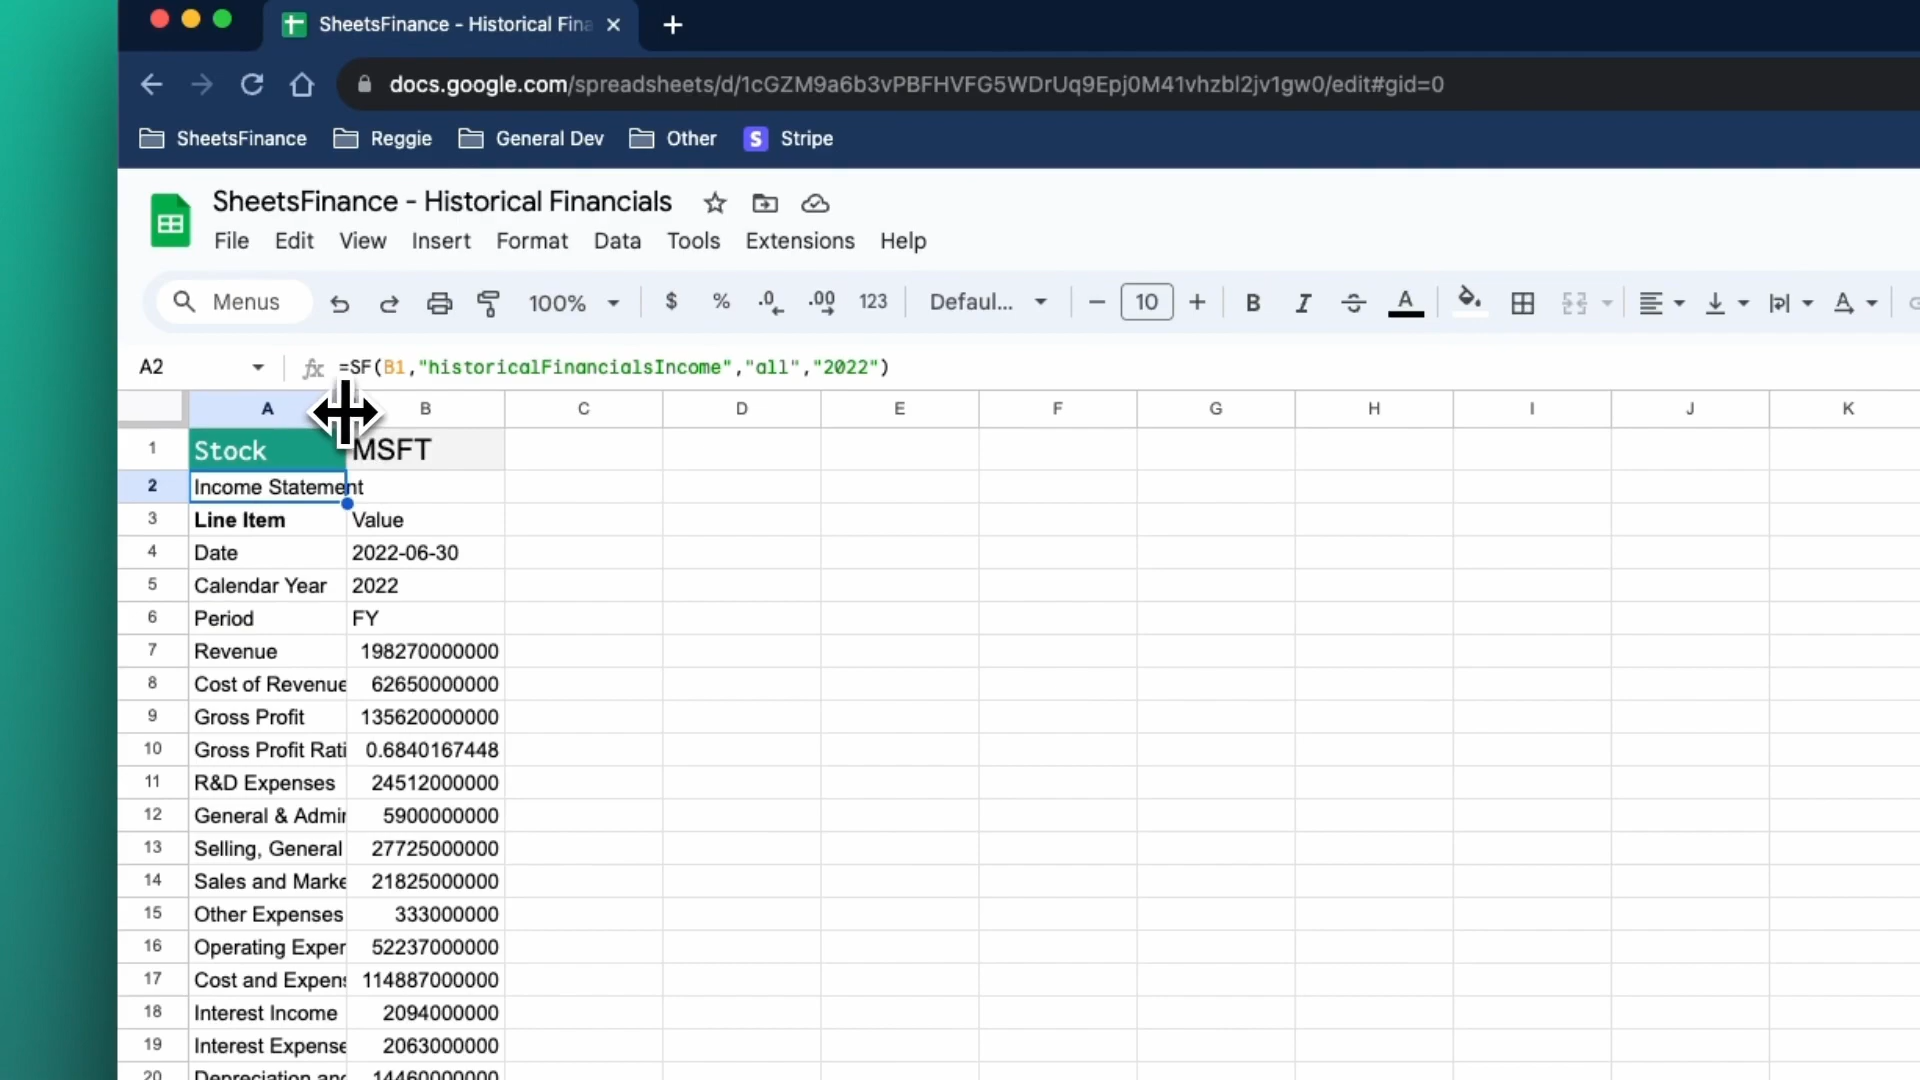 SheetsFinance - Historical Fina
docs.google.com/spreadsheets/d/1cGZM9a6b3vPBFHVFG5WDrUq9Epj0M41vhzbl2jv1gw0/edit#gid=0
SheetsFinance Reggie General Dev Other S Stripe
SheetsFinance - Historical Financials
File Edit View Insert Format Data Tools Extensions Help
Menus 100% $ % .0 .00 123 Defaul... 10 B I A A
A2 fx =SF(B1,"historicalFinancialsIncome","all","2022")
A B C D E F G H I J K
1 Stock MSFT
2 Income Statement
3 Line Item Value
4 Date 2022-06-30
5 Calendar Year 2022
6 Period FY
7 Revenue 198270000000
8 Cost of Revenue 62650000000
9 Gross Profit 135620000000
10 Gross Profit Rati 0.6840167448
11 R&D Expenses 24512000000
12 General & Admin 5900000000
13 Selling, General 27725000000
14 Sales and Marke 21825000000
15 Other Expenses 333000000
16 Operating Exper 52237000000
17 Cost and Expens 114887000000
18 Interest Income 2094000000
19 Interest Expense 2063000000
20 Depreciation and 14460000000